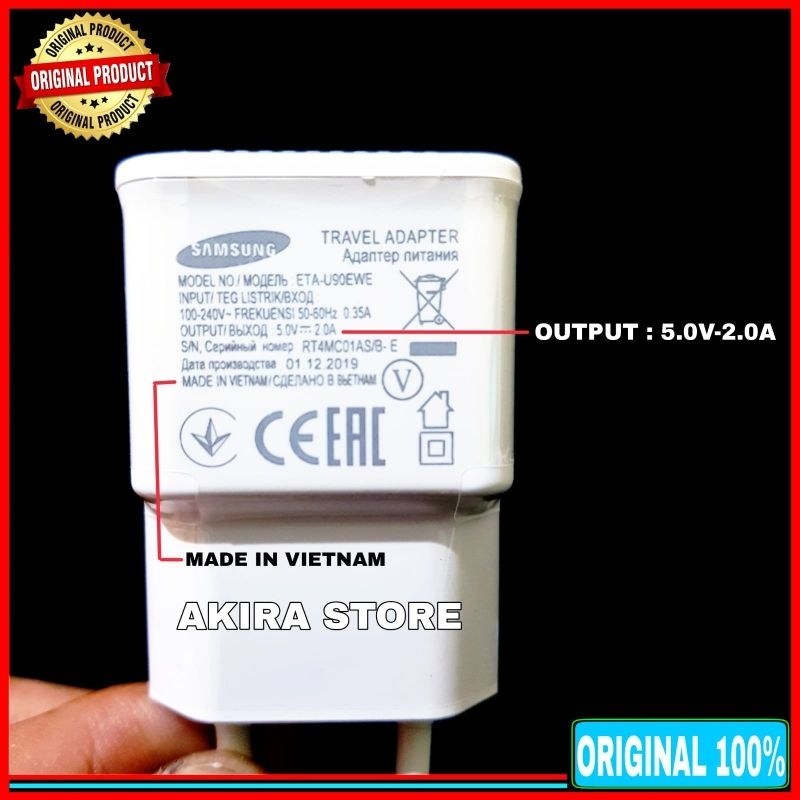 ORIGINAL PRODUCT
ORIGINAL PRODUCT
ORIGINAL PRODUCT
SAMSUNG
TRAVEL ADAPTER
Адаптер питания
MODEL NO / МОДЕЛЬ : ETA-U90EWE
INPUT/ TEG LISTRIK/ВХОД :
100-240V~ FREKUENSI 50-60Hz 0.35A
OUTPUT/ ВЫХОД : 5.0V⎓ 2.0A
OUTPUT : 5.0V-2.0A
S/N, Серийный номер RT4MC01AS/B- E
Дата производства 01.12.2019
MADE IN VIETNAM/СДЕЛАНО В ВЬЕТНАМ
V
CE EAC
MADE IN VIETNAM
AKIRA STORE
ORIGINAL 100%